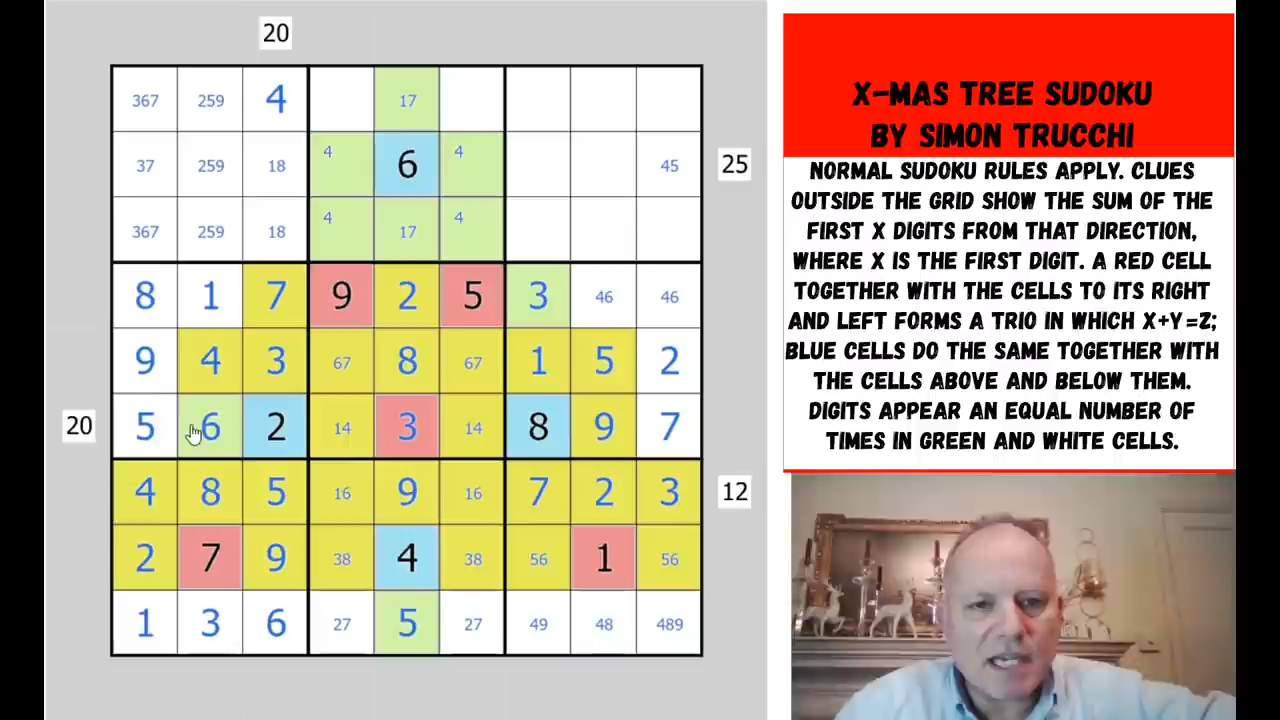 20
X-MAS TREE SUDOKU
BY SIMON TRUCCHI
NORMAL SUDOKU RULES APPLY. CLUES
OUTSIDE THE GRID SHOW THE SUM OF THE
FIRST X DIGITS FROM THAT DIRECTION,
WHERE X IS THE FIRST DIGIT. A RED CELL
TOGETHER WITH THE CELLS TO ITS RIGHT
AND LEFT FORMS A TRIO IN WHICH X+Y=Z;
BLUE CELLS DO THE SAME TOGETHER WITH
THE CELLS ABOVE AND BELOW THEM.
DIGITS APPEAR AN EQUAL NUMBER OF
TIMES IN GREEN AND WHITE CELLS.
367 259 4 17
37 259 18 4 6 4 45 25
367 259 18 4 17 4
8 1 7 9 2 5 3 46 46
9 4 3 67 8 67 1 5 2
20 5 6 2 14 3 14 8 9 7
4 8 5 16 9 16 7 2 3 12
2 7 9 38 4 38 56 1 56
1 3 6 27 5 27 49 48 489